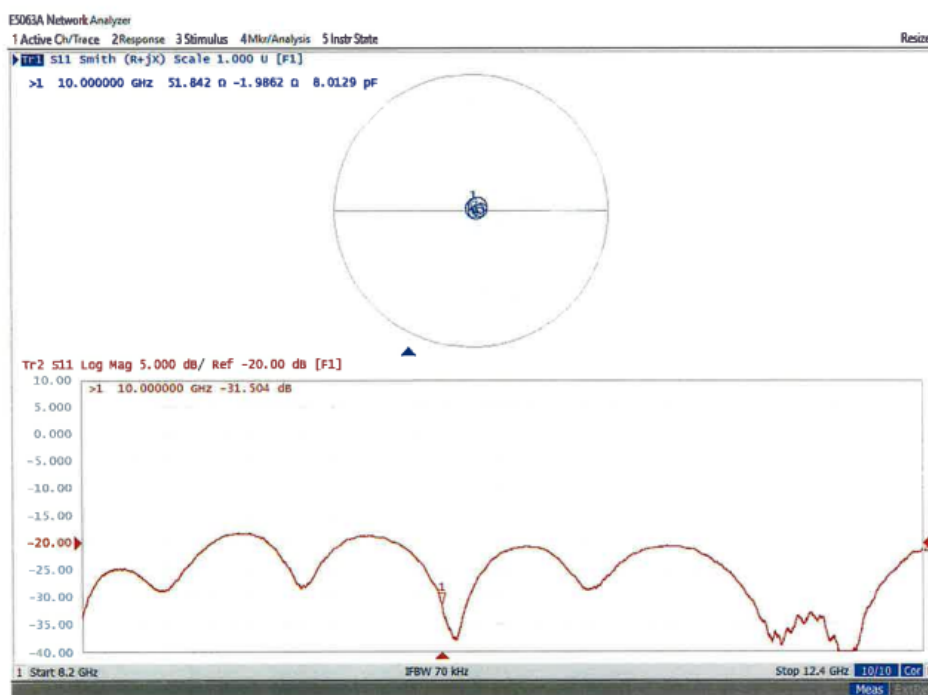 E5063A Network Analyzer
1 Active Ch/Trace 2 Response 3 Stimulus 4 Mkr/Analysis 5 Instr State
Resize
Tr1 S11 Smith (R+jX) Scale 1.000 U [F1]
>1 10.000000 GHz 51.842 Ω -1.9862 Ω 8.0129 pF
1
Tr2 S11 Log Mag 5.000 dB/ Ref -20.00 dB [F1]
10.00
>1 10.000000 GHz -31.504 dB
5.000
0.000
-5.000
-10.00
-15.00
-20.00
-25.00
-30.00
1
-35.00
-40.00
1 Start 8.2 GHz IFBW 70 kHz Stop 12.4 GHz 10/10 Cor
Meas